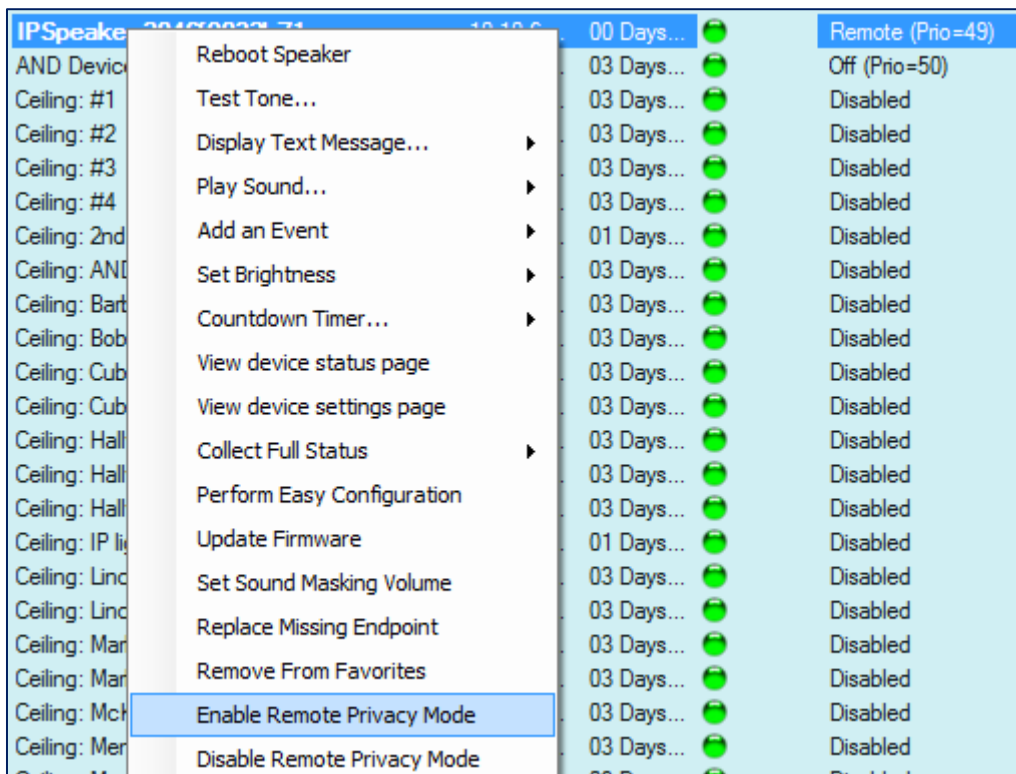 IPSpeake 00 Days... Remote (Prio=49)
AND Devic 03 Days... Off (Prio=50)
Ceiling: #1 03 Days... Disabled
Ceiling: #2 03 Days... Disabled
Ceiling: #3 03 Days... Disabled
Ceiling: #4 03 Days... Disabled
Ceiling: 2nd 01 Days... Disabled
Ceiling: AND 03 Days... Disabled
Ceiling: Barb 03 Days... Disabled
Ceiling: Bob 03 Days... Disabled
Ceiling: Cub 03 Days... Disabled
Ceiling: Cub 03 Days... Disabled
Ceiling: Hall 03 Days... Disabled
Ceiling: Hall 03 Days... Disabled
Ceiling: Hall 03 Days... Disabled
Ceiling: IP li 01 Days... Disabled
Ceiling: Linc 03 Days... Disabled
Ceiling: Linc 03 Days... Disabled
Ceiling: Mar 03 Days... Disabled
Ceiling: Mar 03 Days... Disabled
Ceiling: McK 03 Days... Disabled
Ceiling: Mer 03 Days... Disabled
Reboot Speaker
Test Tone...
Display Text Message...
Play Sound...
Add an Event
Set Brightness
Countdown Timer...
View device status page
View device settings page
Collect Full Status
Perform Easy Configuration
Update Firmware
Set Sound Masking Volume
Replace Missing Endpoint
Remove From Favorites
Enable Remote Privacy Mode
Disable Remote Privacy Mode